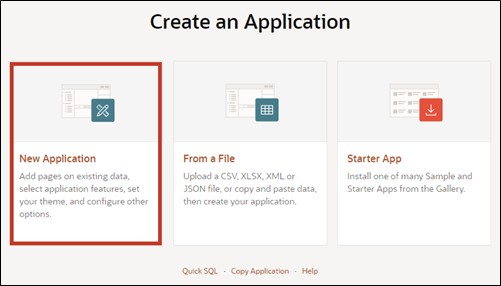 Create an Application
New Application
Add pages on existing data,
select application features, set
your theme, and configure other
options.
From a File
Upload a CSV, XLSX, XML or
JSON file, or copy and paste data,
then create your application.
Starter App
Install one of many Sample and
Starter Apps from the Gallery.
Quick SQL · Copy Application · Help